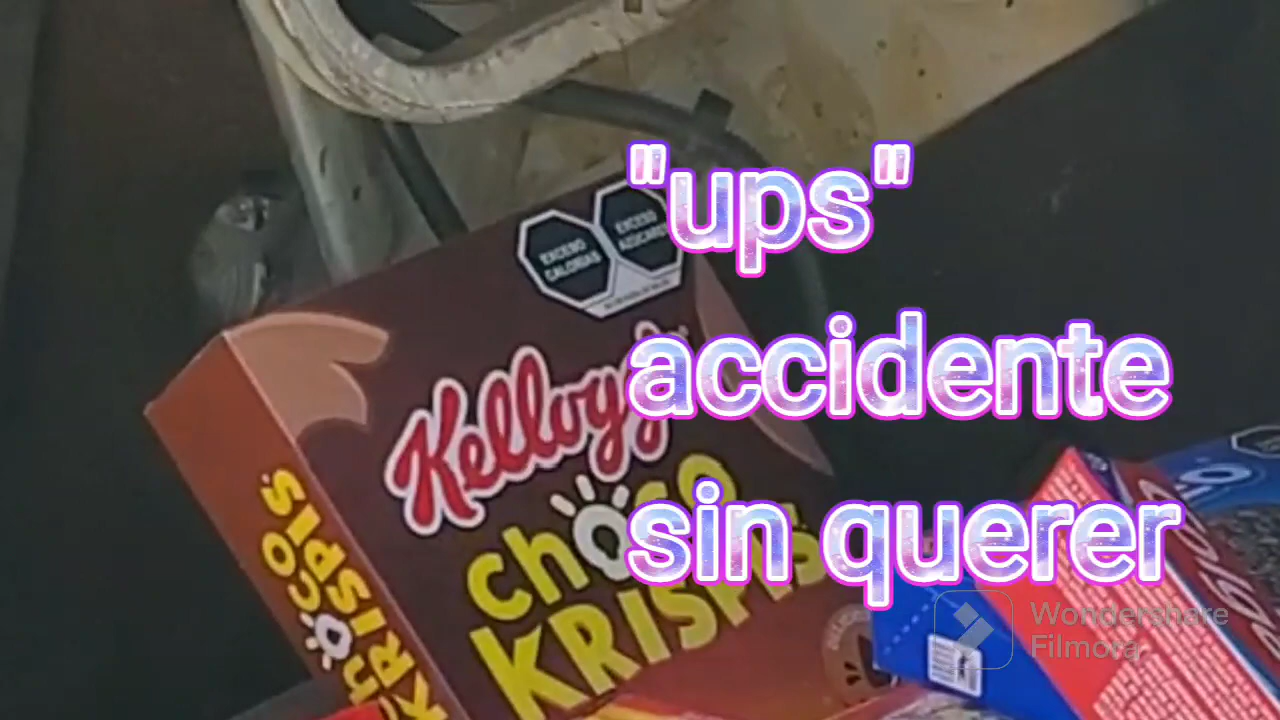 EXCESO
CALORÍAS
EXCESO
AZÚCARES
"ups"
accidente
sin querer
Kellogg's
choco
KRISPIS
choco
KRISPIS
Wondershare
Filmora